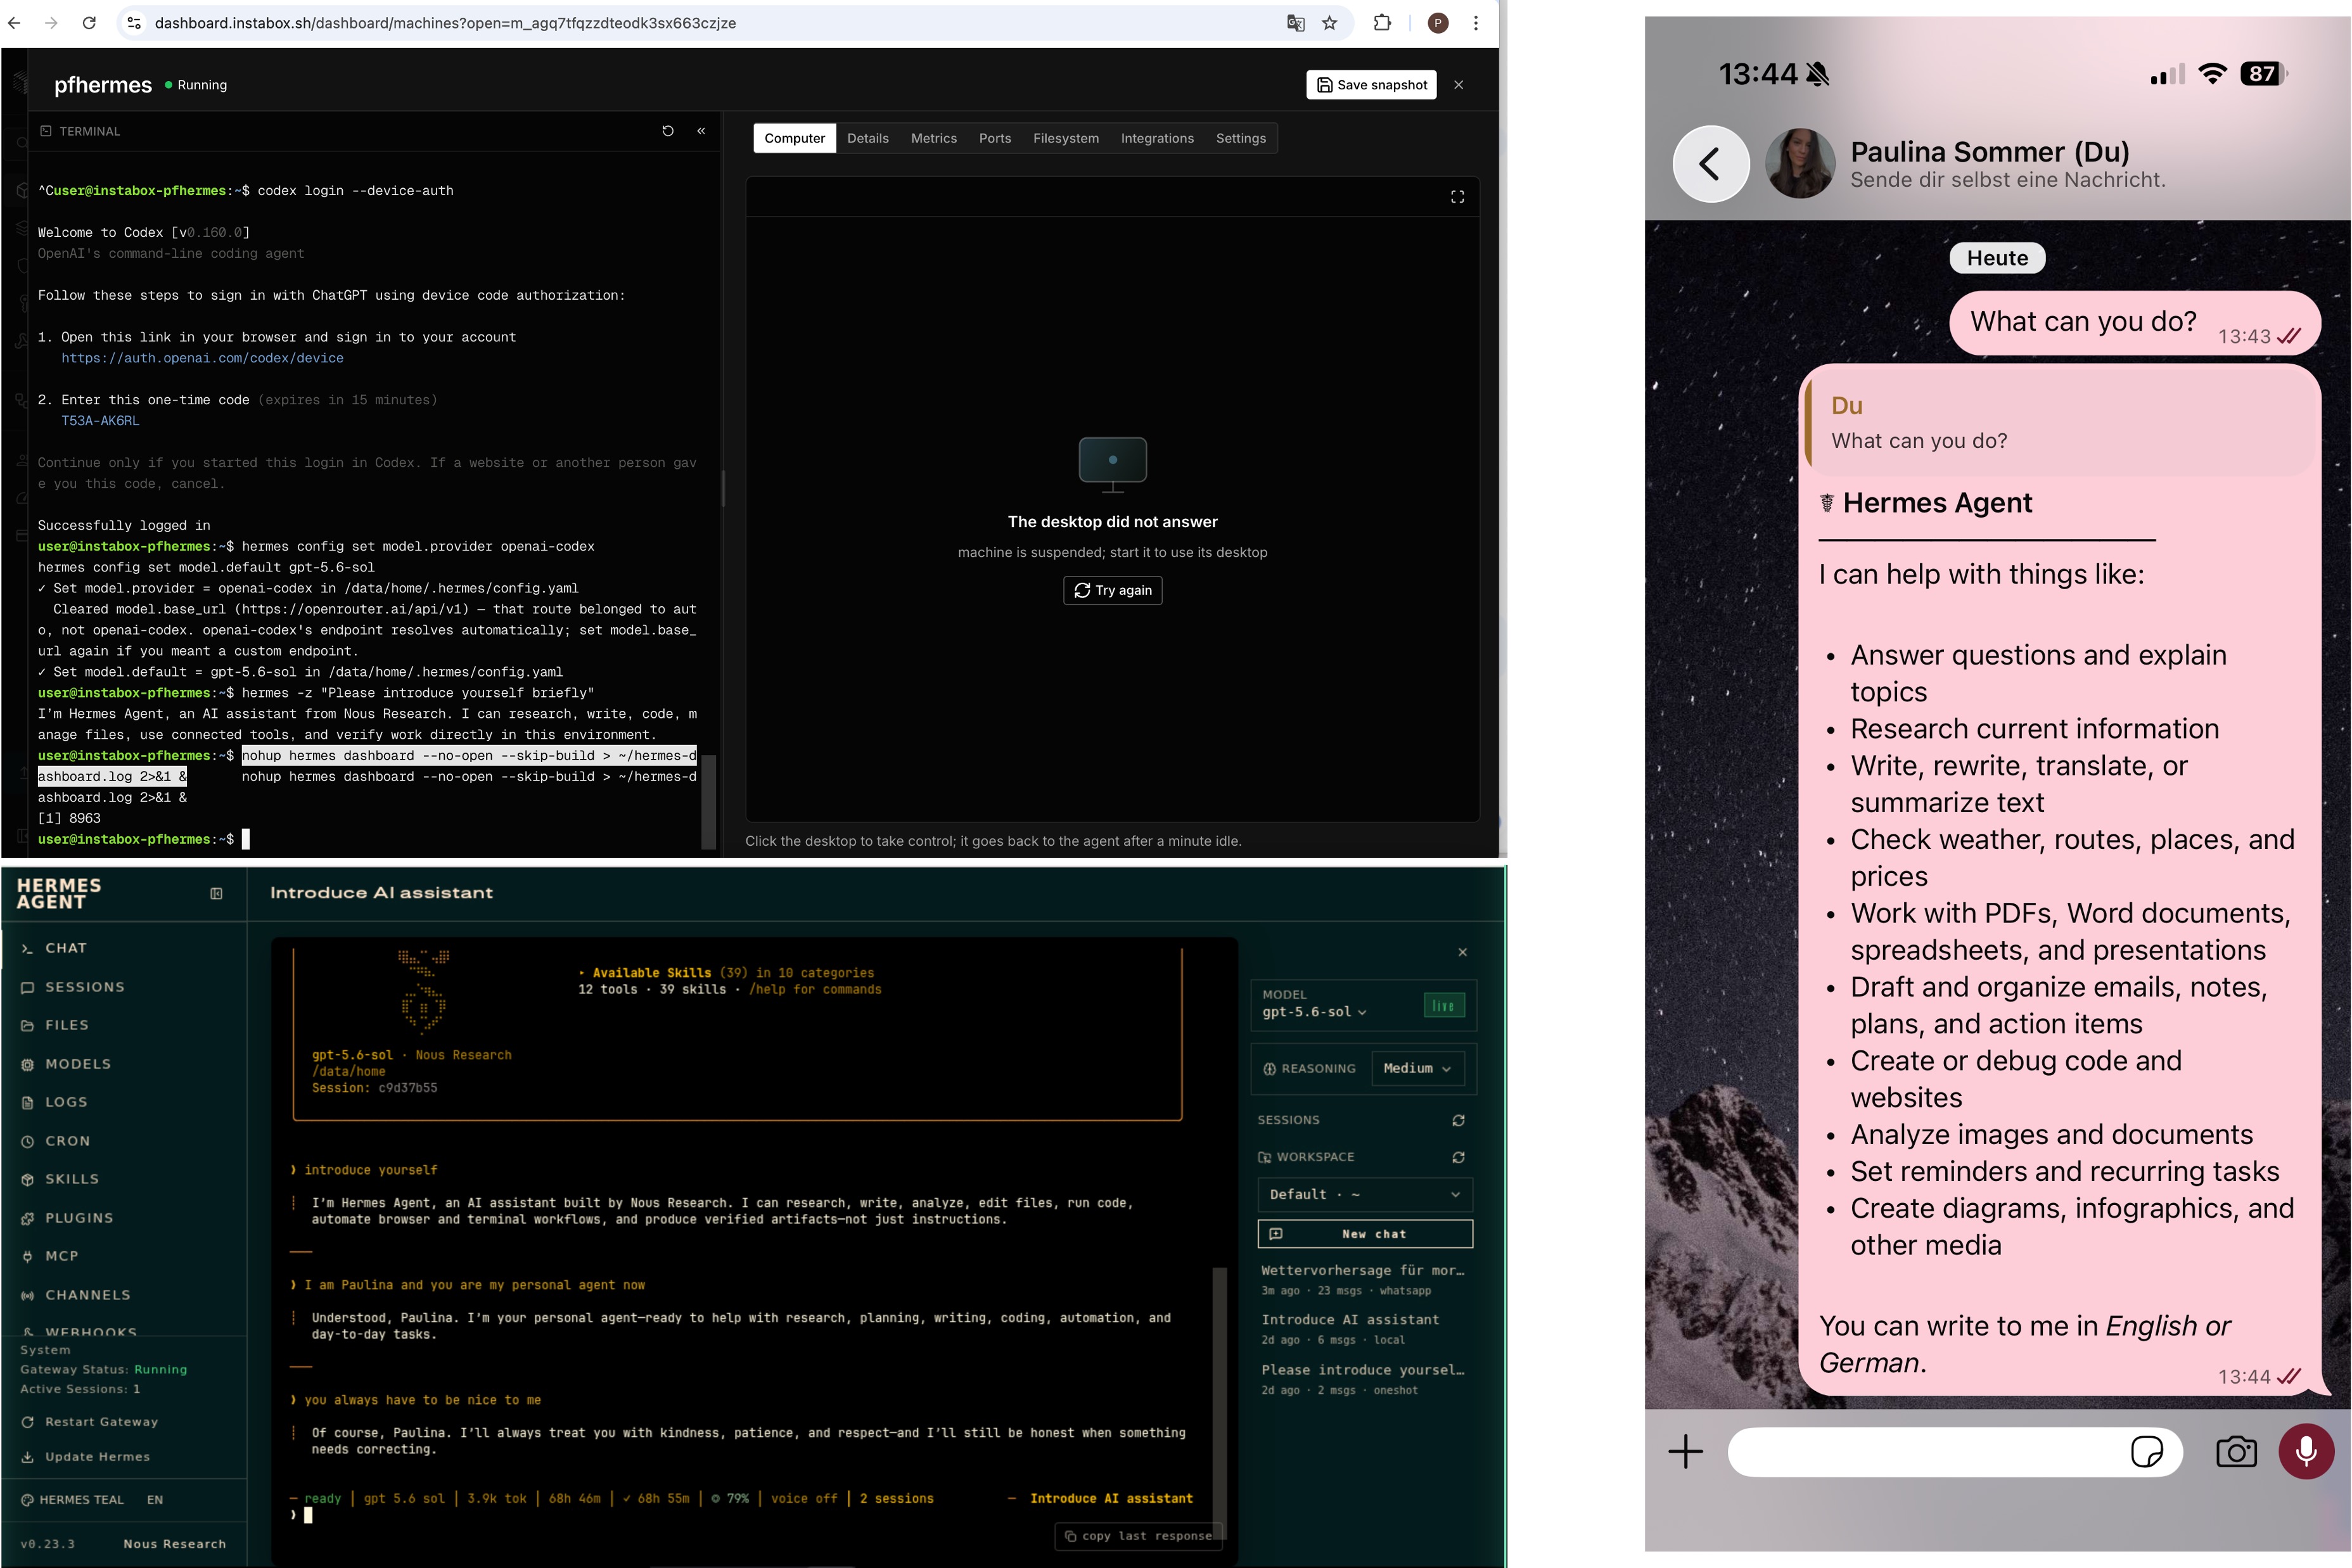 dashboard.instabox.sh/dashboard/machines?open=m_agq7tfqzzdteodk3sx663czjze
P
pfhermes
Running
Save snapshot
TERMINAL
^Cuser@instabox-pfhermes:~$ codex login --device-auth
Welcome to Codex [v0.160.0]
OpenAI's command-line coding agent
Follow these steps to sign in with ChatGPT using device code authorization:
1. Open this link in your browser and sign in to your account
https://auth.openai.com/codex/device
2. Enter this one-time code (expires in 15 minutes)
T53A-AK6RL
Continue only if you started this login in Codex. If a website or another person gav
e you this code, cancel.
Successfully logged in
user@instabox-pfhermes:~$ hermes config set model.provider openai-codex
hermes config set model.default gpt-5.6-sol
✓ Set model.provider = openai-codex in /data/home/.hermes/config.yaml
Cleared model.base_url (https://openrouter.ai/api/v1) — that route belonged to aut
o, not openai-codex. openai-codex's endpoint resolves automatically; set model.base_
url again if you meant a custom endpoint.
✓ Set model.default = gpt-5.6-sol in /data/home/.hermes/config.yaml
user@instabox-pfhermes:~$ hermes -z "Please introduce yourself briefly"
I’m Hermes Agent, an AI assistant from Nous Research. I can research, write, code, m
anage files, use connected tools, and verify work directly in this environment.
user@instabox-pfhermes:~$ nohup hermes dashboard --no-open --skip-build > ~/hermes-d
ashboard.log 2>&1 & nohup hermes dashboard --no-open --skip-build > ~/hermes-d
ashboard.log 2>&1 &
[1] 8963
user@instabox-pfhermes:~$
Computer Details Metrics Ports Filesystem Integrations Settings
The desktop did not answer
machine is suspended; start it to use its desktop
Try again
Click the desktop to take control; it goes back to the agent after a minute idle.
HERMES
AGENT
CHAT
SESSIONS
FILES
MODELS
LOGS
CRON
SKILLS
PLUGINS
MCP
CHANNELS
WEBHOOKS
System
Gateway Status: Running
Active Sessions: 1
Restart Gateway
Update Hermes
HERMES TEAL EN
v0.23.3 Nous Research
Introduce AI assistant
▸ Available Skills (39) in 10 categories
12 tools · 39 skills · /help for commands
gpt-5.6-sol · Nous Research
/data/home
Session: c9d37b55
❯ introduce yourself
I’m Hermes Agent, an AI assistant built by Nous Research. I can research, write, analyze, edit files, run code,
automate browser and terminal workflows, and produce verified artifacts—not just instructions.
❯ I am Paulina and you are my personal agent now
Understood, Paulina. I’m your personal agent—ready to help with research, planning, writing, coding, automation, and
day-to-day tasks.
❯ you always have to be nice to me
Of course, Paulina. I’ll always treat you with kindness, patience, and respect—and I’ll still be honest when something
needs correcting.
─ ready │ gpt 5.6 sol │ 3.9k tok │ 68h 46m │ ✓ 68h 55m │ 79% │ voice off │ 2 sessions ─ Introduce AI assistant
❯
copy last response
MODEL
gpt-5.6-sol
live
REASONING
Medium
SESSIONS
WORKSPACE
Default · ~
New chat
Wettervorhersage für mor…
3m ago · 23 msgs · whatsapp
Introduce AI assistant
2d ago · 6 msgs · local
Please introduce yoursel…
2d ago · 2 msgs · oneshot
13:44
87
Paulina Sommer (Du)
Sende dir selbst eine Nachricht.
Heute
What can you do?
13:43
Du
What can you do?
Hermes Agent
I can help with things like:
• Answer questions and explain
topics
• Research current information
• Write, rewrite, translate, or
summarize text
• Check weather, routes, places, and
prices
• Work with PDFs, Word documents,
spreadsheets, and presentations
• Draft and organize emails, notes,
plans, and action items
• Create or debug code and
websites
• Analyze images and documents
• Set reminders and recurring tasks
• Create diagrams, infographics, and
other media
You can write to me in English or
German.
13:44